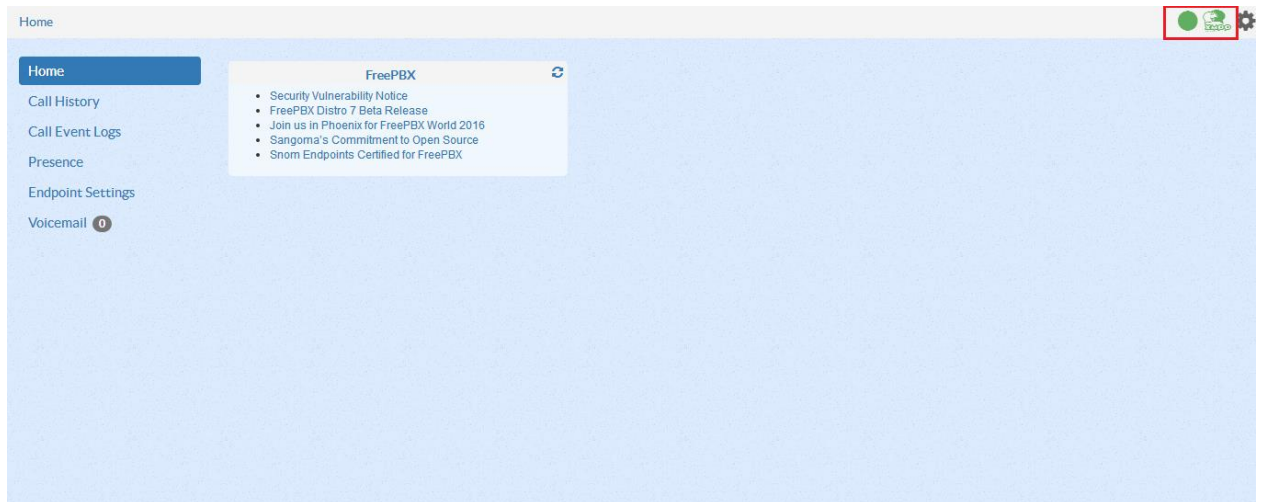 Home
Home
Call History
Call Event Logs
Presence
Endpoint Settings
Voicemail 0
FreePBX
Security Vulnerability Notice
FreePBX Distro 7 Beta Release
Join us in Phoenix for FreePBX World 2016
Sangoma's Commitment to Open Source
Snom Endpoints Certified for FreePBX